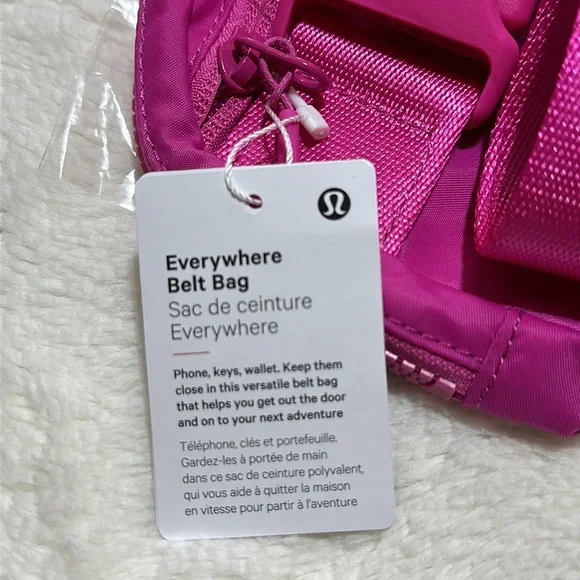 Everywhere
Belt Bag
Sac de ceinture
Everywhere
Phone, keys, wallet. Keep them
close in this versatile belt bag
that helps you get out the door
and on to your next adventure
Téléphone, clés et portefeuille.
Gardez-les à portée de main
dans ce sac de ceinture polyvalent,
qui vous aide à quitter la maison
en vitesse pour partir à l'aventure